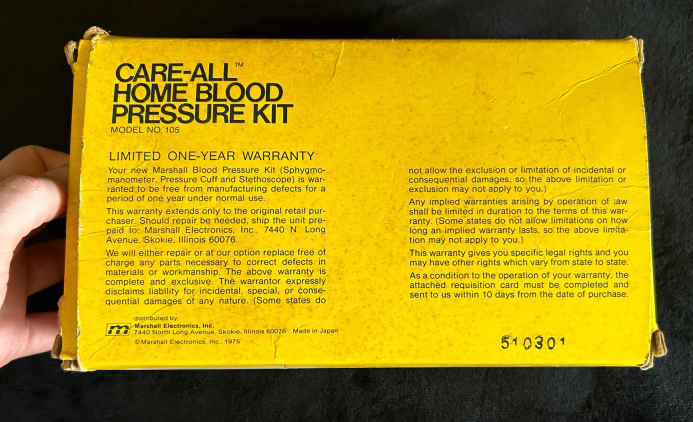 CARE-ALL™
HOME BLOOD
PRESSURE KIT
MODEL NO. 105
LIMITED ONE-YEAR WARRANTY
Your new Marshall Blood Pressure Kit (Sphygmo-
manometer, Pressure Cuff and Stethoscope) is war-
ranted to be free from manufacturing defects for a
period of one year under normal use.
This warranty extends only to the original retail pur-
chaser. Should repair be needed, ship the unit pre-
paid to: Marshall Electronics, Inc., 7440 N. Long
Avenue, Skokie, Illinois 60076.
We will either repair or at our option replace free of
charge any parts necessary to correct defects in
materials or workmanship. The above warranty is
complete and exclusive. The warrantor expressly
disclaims liability for incidental, special, or conse-
quential damages of any nature. (Some states do
not allow the exclusion or limitation of incidental or
consequential damages, so the above limitation or
exclusion may not apply to you.)
Any implied warranties arising by operation of law
shall be limited in duration to the terms of this war-
ranty. (Some states do not allow limitations on how
long an implied warranty lasts, so the above limita-
tion may not apply to you.)
This warranty gives you specific legal rights and you
may have other rights which vary from state to state.
As a condition to the operation of your warranty, the
attached requisition card must be completed and
sent to us within 10 days from the date of purchase.
distributed by:
m Marshall Electronics, Inc.
7440 North Long Avenue, Skokie, Illinois 60076 Made in Japan
© Marshall Electronics, Inc., 1975
510301